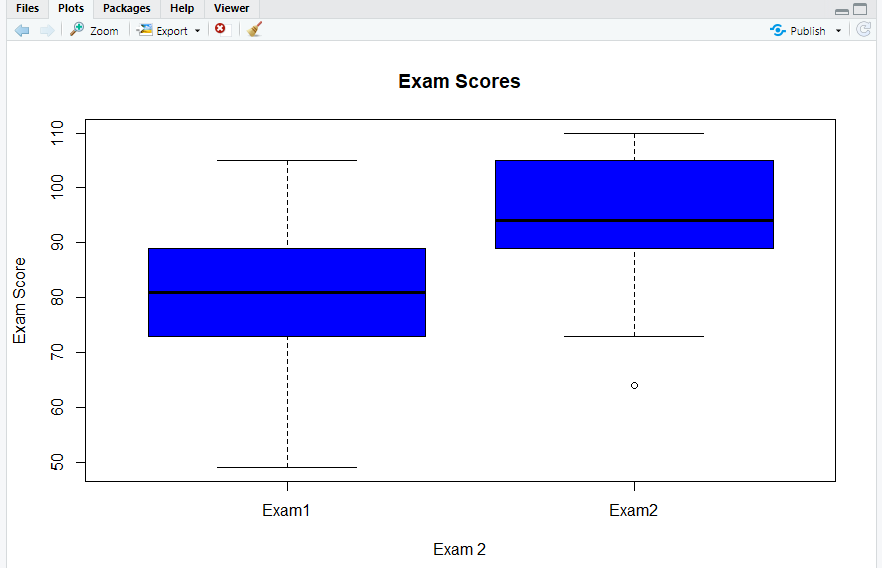 Files Plots Packages Help Viewer
Zoom Export Publish
Exam Scores
110
100
90
80
70
60
50
Exam Score
Exam1 Exam2
Exam 2